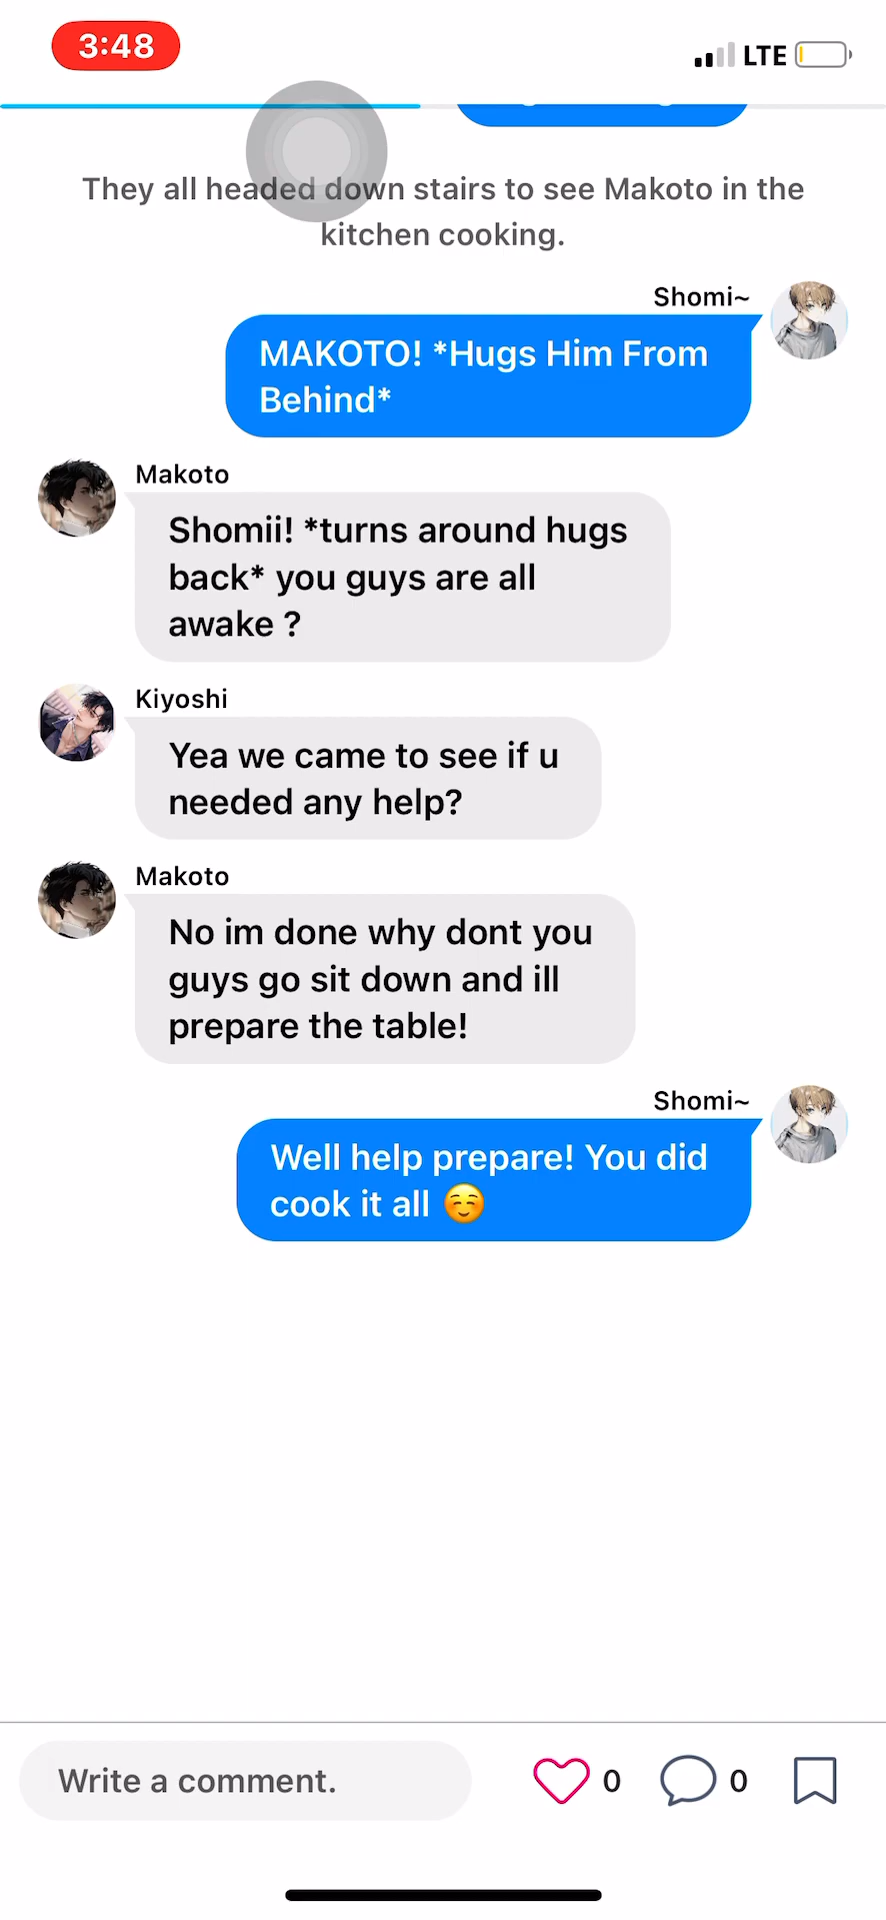 3:48
LTE
They all headed down stairs to see Makoto in the
kitchen cooking.
Shomi~
MAKOTO! *Hugs Him From
Behind*
Makoto
Shomii! *turns around hugs
back* you guys are all
awake ?
Kiyoshi
Yea we came to see if u
needed any help?
Makoto
No im done why dont you
guys go sit down and ill
prepare the table!
Shomi~
Well help prepare! You did
cook it all ☺️
Write a comment.
0
0